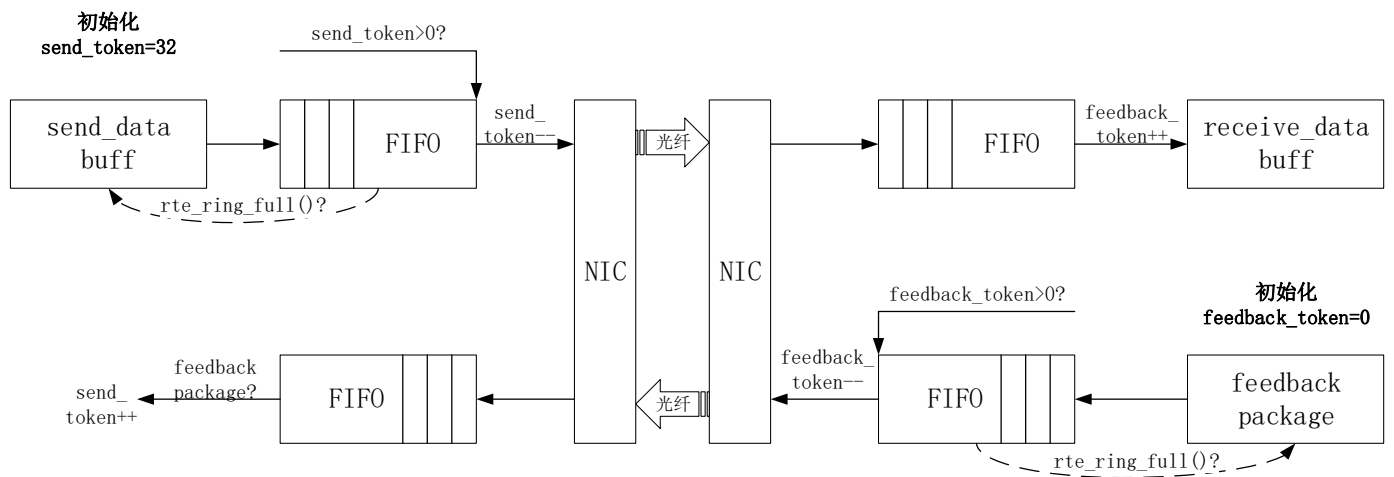 初始化
send_token=32
send_token>0?
send_data
buff
FIFO
send_
token--
NIC
光纤
NIC
FIFO
feedback_
token++
receive_data
buff
rte_ring_full()?
feedback_token>0?
初始化
feedback_token=0
send_
token++
feedback
package?
FIFO
光纤
feedback_
token--
FIFO
feedback
package
rte_ring_full()?